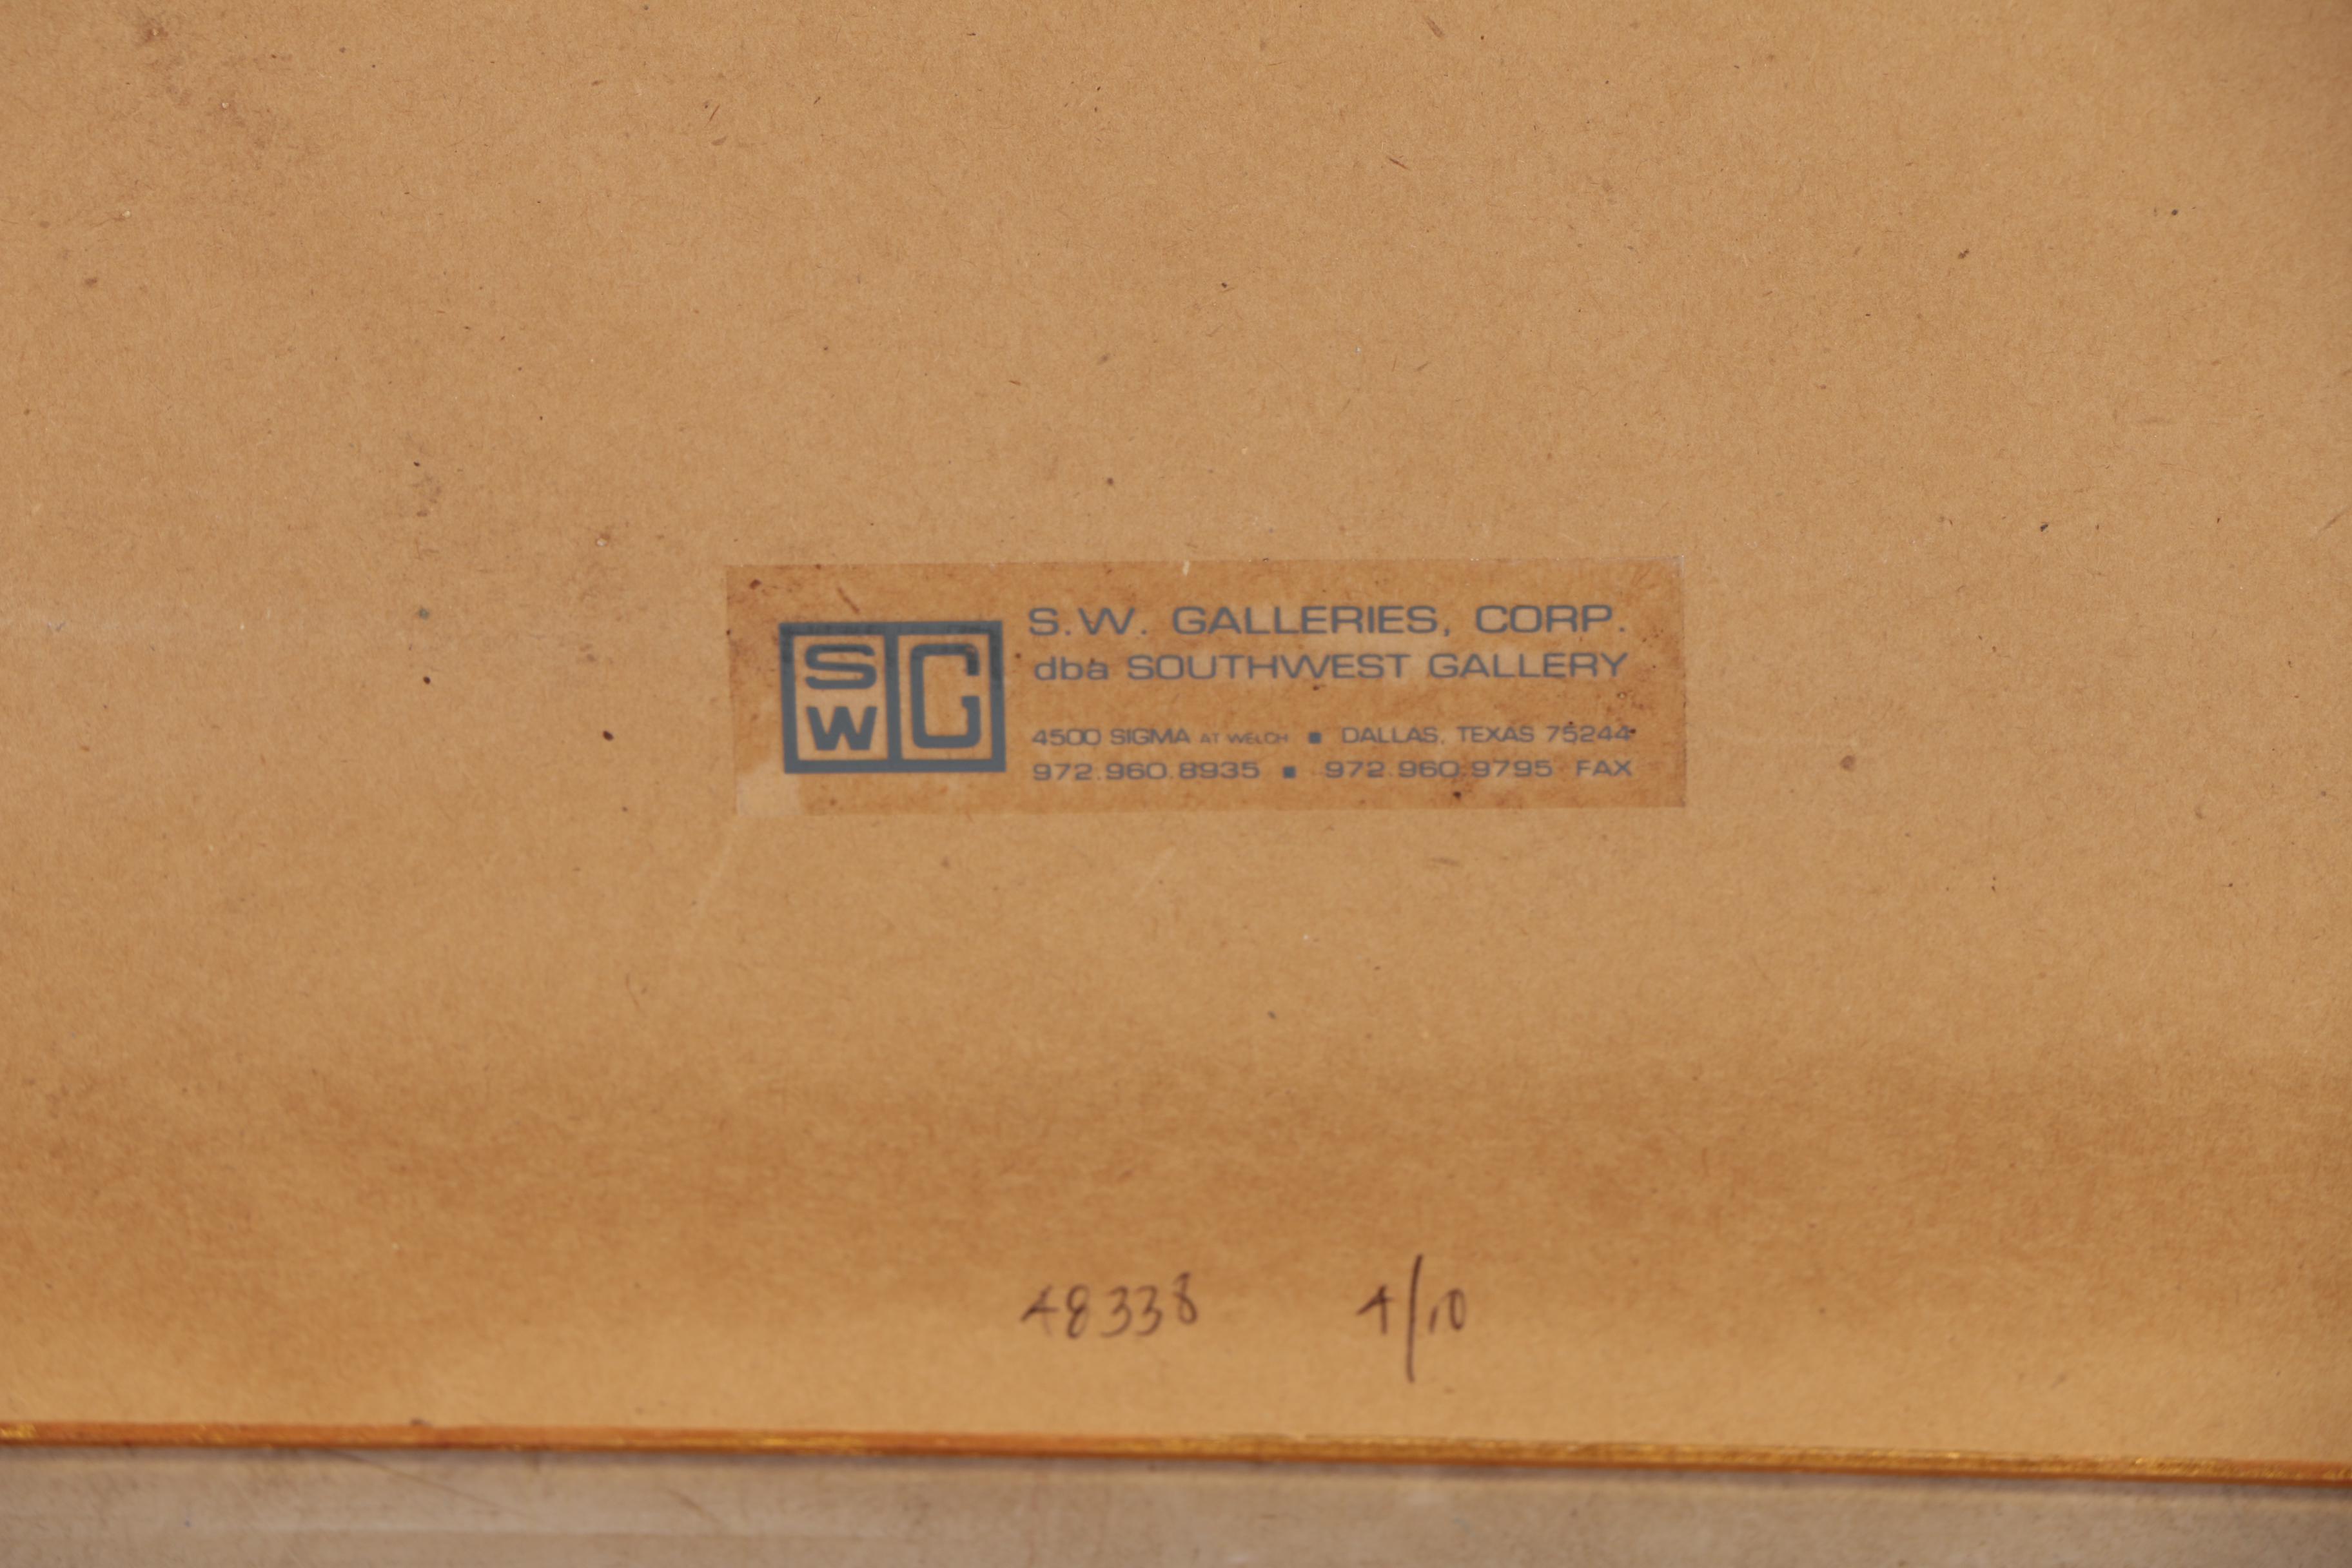 SW G
S.W. GALLERIES, CORP.
dba SOUTHWEST GALLERY
4500 SIGMA AT WELCH ▪ DALLAS, TEXAS 75244
972.960.8935 ▪ 972.960.9795 FAX
48338 4/10